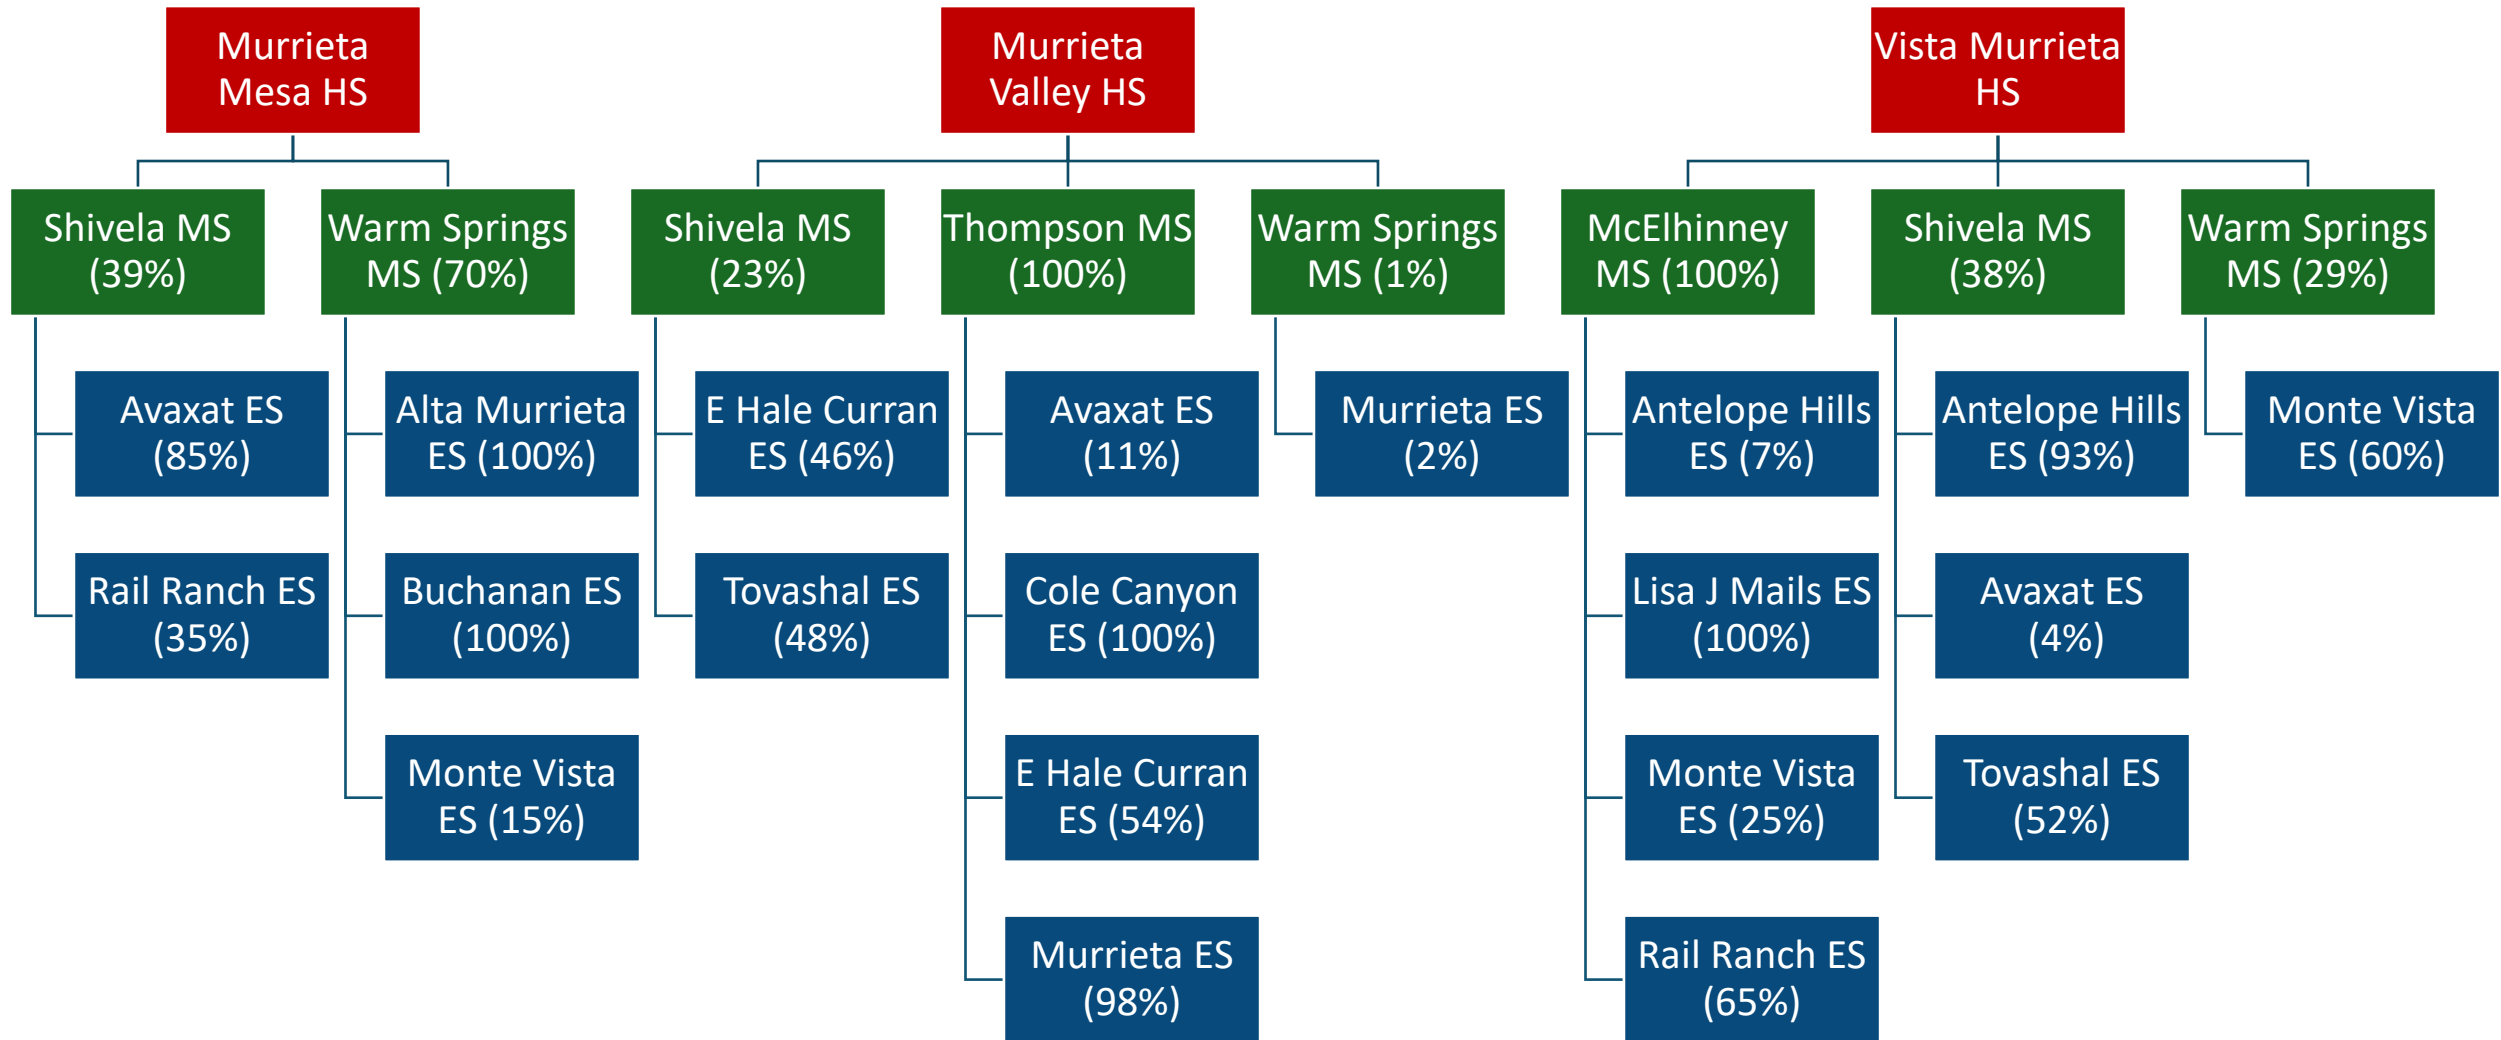 Murrieta
Mesa HS
Murrieta
Valley HS
Vista Murrieta
HS
Shivela MS
(39%)
Warm Springs
MS (70%)
Shivela MS
(23%)
Thompson MS
(100%)
Warm Springs
MS (1%)
McElhinney
MS (100%)
Shivela MS
(38%)
Warm Springs
MS (29%)
Avaxat ES
(85%)
Alta Murrieta
ES (100%)
E Hale Curran
ES (46%)
Avaxat ES
(11%)
Murrieta ES
(2%)
Antelope Hills
ES (7%)
Antelope Hills
ES (93%)
Monte Vista
ES (60%)
Rail Ranch ES
(35%)
Buchanan ES
(100%)
Tovashal ES
(48%)
Cole Canyon
ES (100%)
Lisa J Mails ES
(100%)
Avaxat ES
(4%)
Monte Vista
ES (15%)
E Hale Curran
ES (54%)
Monte Vista
ES (25%)
Tovashal ES
(52%)
Murrieta ES
(98%)
Rail Ranch ES
(65%)